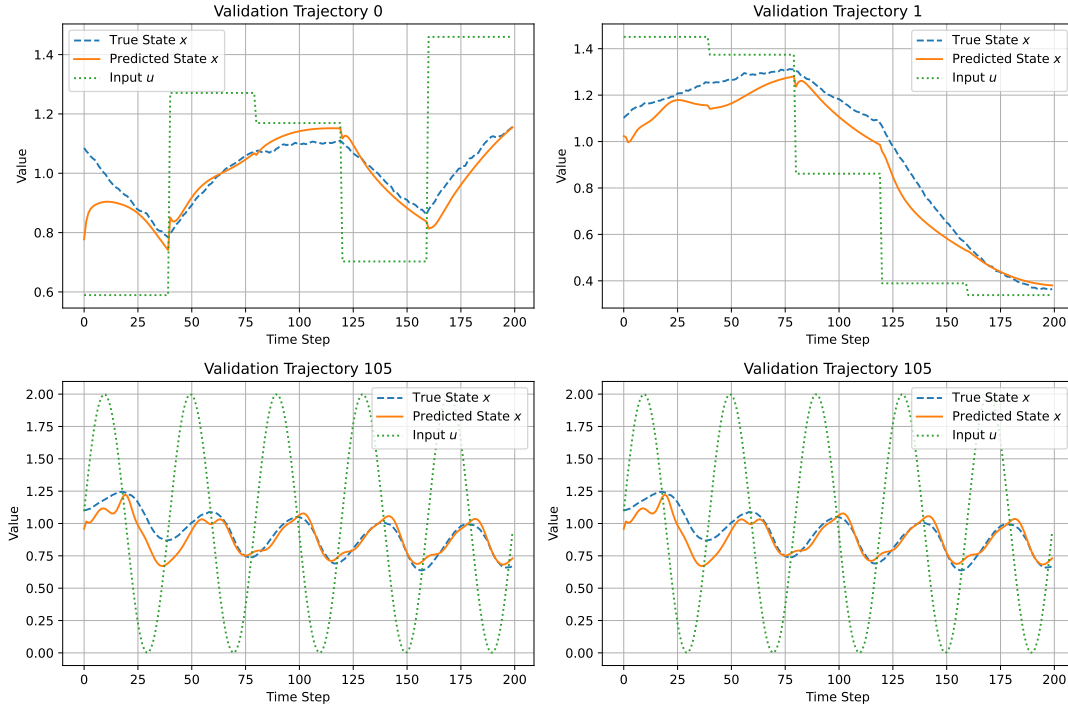 Validation Trajectory 0
True State x
Predicted State x
Input u
Value
1.4
1.2
1.0
0.8
0.6
0 25 50 75 100 125 150 175 200
Time Step
Validation Trajectory 1
True State x
Predicted State x
Input u
Value
1.4
1.2
1.0
0.8
0.6
0.4
0 25 50 75 100 125 150 175 200
Time Step
Validation Trajectory 105
True State x
Predicted State x
Input u
Value
2.00
1.75
1.50
1.25
1.00
0.75
0.50
0.25
0.00
0 25 50 75 100 125 150 175 200
Time Step
Validation Trajectory 105
True State x
Predicted State x
Input u
Value
2.00
1.75
1.50
1.25
1.00
0.75
0.50
0.25
0.00
0 25 50 75 100 125 150 175 200
Time Step